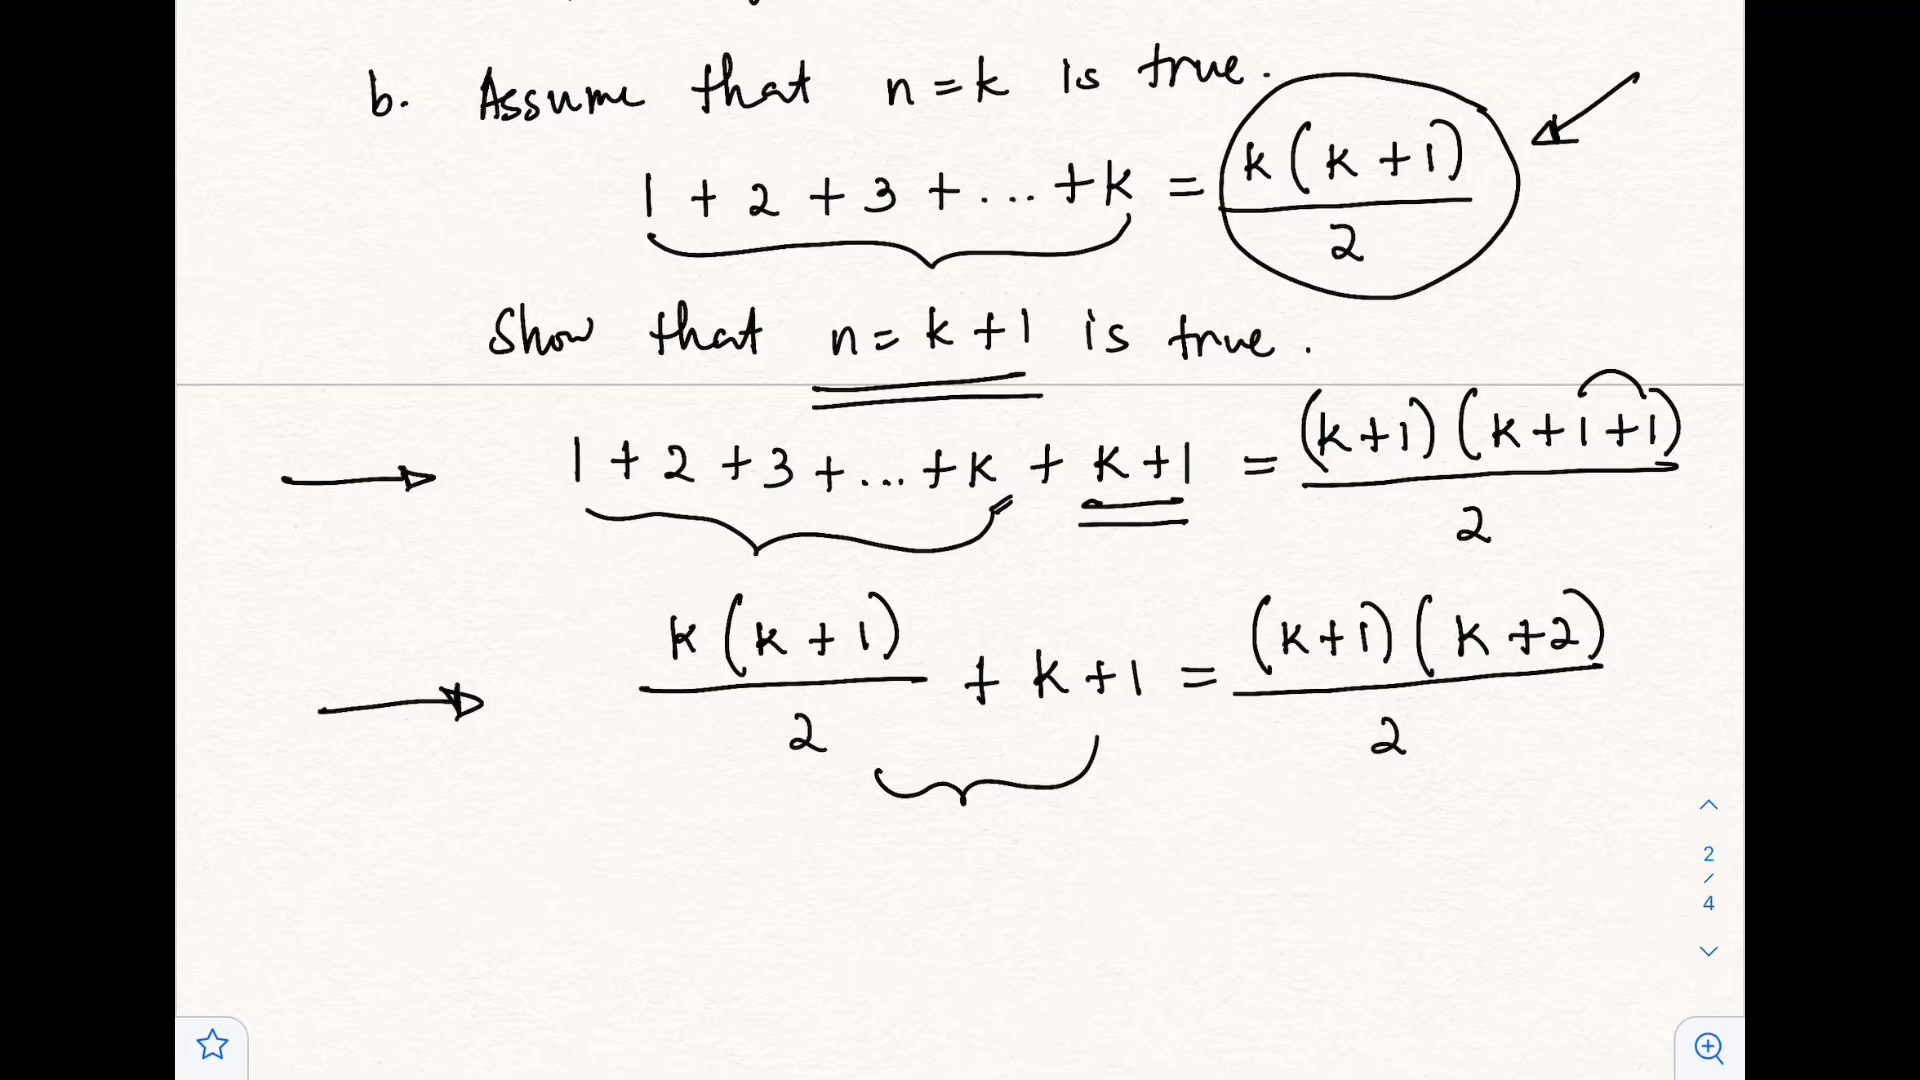 b. Assume that n = k is true.
1 + 2 + 3 + ... + k = k(k+1)/2
Show that n = k+1 is true.
1 + 2 + 3 + ... + k + k+1 = (k+1)(k+1+1)/2
k(k+1)/2 + k+1 = (k+1)(k+2)/2
2
/
4